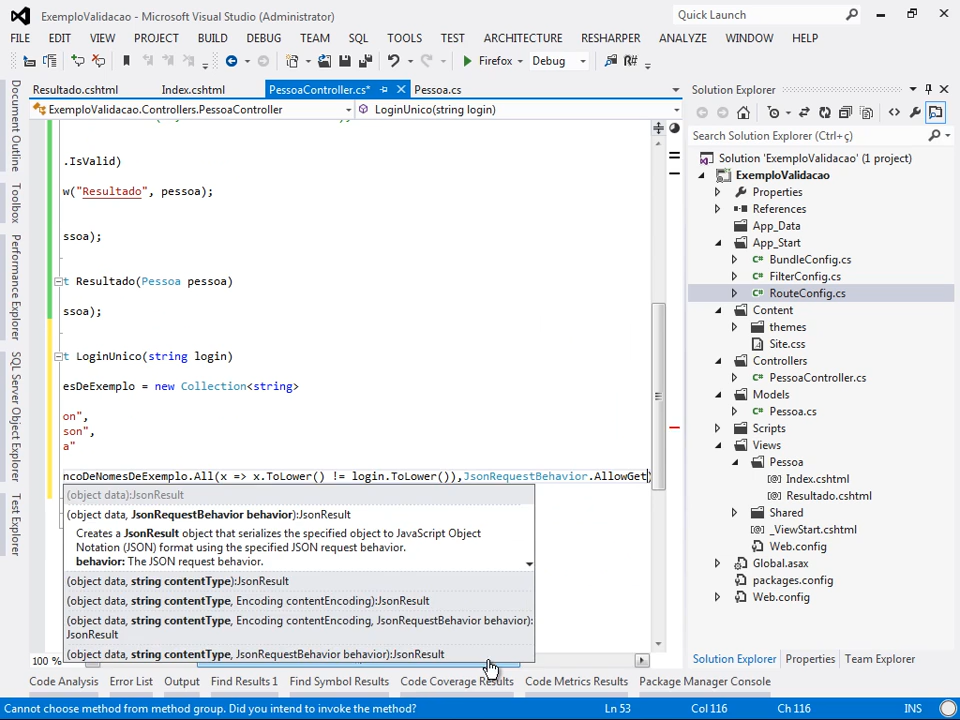 ExemploValidacao - Microsoft Visual Studio (Administrator)
Quick Launch
FILE EDIT VIEW PROJECT BUILD DEBUG TEAM SQL TOOLS TEST ARCHITECTURE RESHARPER ANALYZE WINDOW HELP
Firefox Debug
Resultado.cshtml Index.cshtml PessoaController.cs* Pessoa.cs
ExemploValidacao.Controllers.PessoaController LoginUnico(string login)
Document Outline
Toolbox
Performance Explorer
SQL Server Object Explorer
Test Explorer
.IsValid)
w("Resultado", pessoa);
ssoa);
t Resultado(Pessoa pessoa)
ssoa);
t LoginUnico(string login)
esDeExemplo = new Collection<string>
on",
son",
a"
ncoDeNomesDeExemplo.All(x => x.ToLower() != login.ToLower()),JsonRequestBehavior.AllowGet)
(object data):JsonResult
(object data, JsonRequestBehavior behavior):JsonResult
Creates a JsonResult object that serializes the specified object to JavaScript Object
Notation (JSON) format using the specified JSON request behavior.
behavior: The JSON request behavior.
(object data, string contentType):JsonResult
(object data, string contentType, Encoding contentEncoding):JsonResult
(object data, string contentType, Encoding contentEncoding, JsonRequestBehavior behavior):
JsonResult
(object data, string contentType, JsonRequestBehavior behavior):JsonResult
100 %
Solution Explorer
Search Solution Explorer (Ctrl+ç)
Solution 'ExemploValidacao' (1 project)
ExemploValidacao
Properties
References
App_Data
App_Start
BundleConfig.cs
FilterConfig.cs
RouteConfig.cs
Content
themes
Site.css
Controllers
PessoaController.cs
Models
Pessoa.cs
Scripts
Views
Pessoa
Index.cshtml
Resultado.cshtml
Shared
_ViewStart.cshtml
Web.config
Global.asax
packages.config
Web.config
Solution Explorer Properties Team Explorer
Code Analysis Error List Output Find Results 1 Find Symbol Results Code Coverage Results Code Metrics Results Package Manager Console
Cannot choose method from method group. Did you intend to invoke the method? Ln 53 Col 116 Ch 116 INS